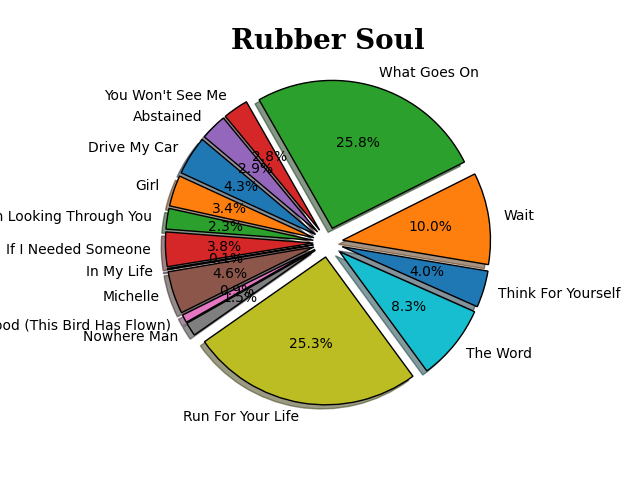 Rubber Soul
What Goes On
25.8%
You Won't See Me
2.8%
Abstained
2.9%
Drive My Car
4.3%
Girl
3.4%
Looking Through You
2.3%
If I Needed Someone
3.8%
In My Life
0.1%
Michelle
4.6%
(This Bird Has Flown)
0.9%
Nowhere Man
1.5%
Run For Your Life
25.3%
The Word
8.3%
Think For Yourself
4.0%
Wait
10.0%